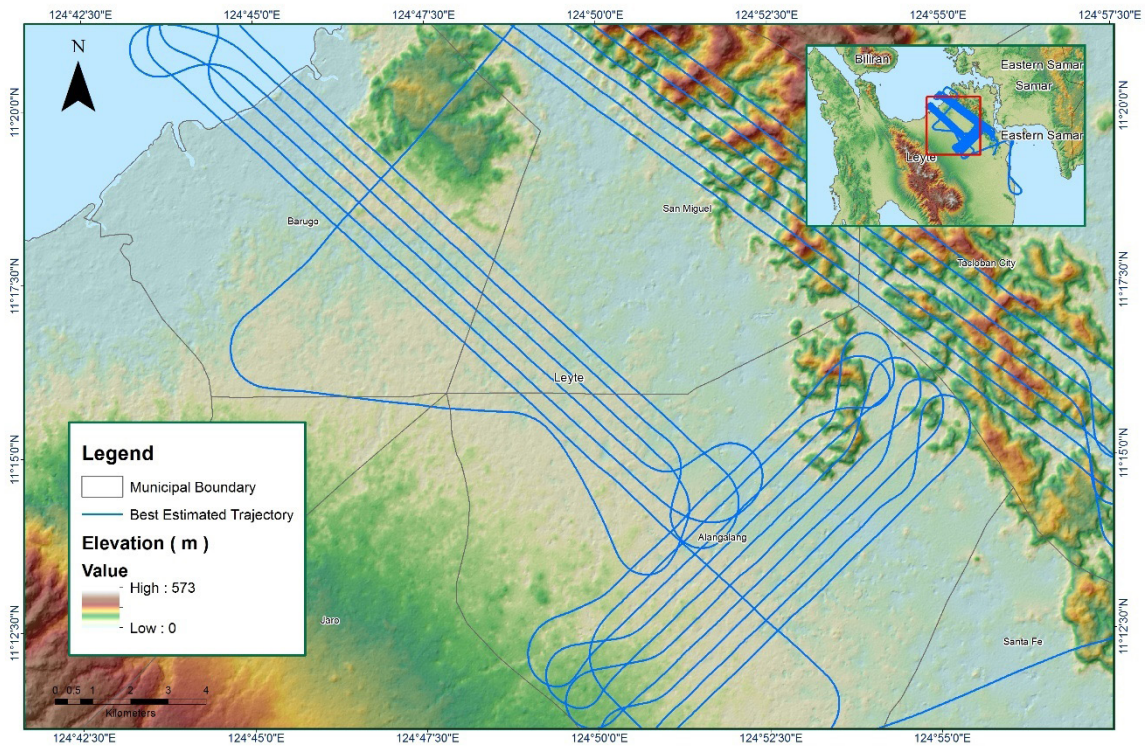 124°42'30"E 124°45'0"E 124°47'30"E 124°50'0"E 124°52'30"E 124°55'0"E 124°57'30"E
N
11°20'0"N
11°17'30"N
11°15'0"N
11°12'30"N
Biliran
Eastern Samar
Samar
Eastern Samar
Leyte
11°20'0"N
11°17'30"N
11°15'0"N
11°12'30"N
San Miguel
Barugo
Tacloban City
Leyte
Alangalang
Jaro
Santa Fe
Legend
Municipal Boundary
Best Estimated Trajectory
Elevation ( m )
Value
High : 573
Low : 0
0 0.5 1 2 3 4
Kilometers
124°42'30"E 124°45'0"E 124°47'30"E 124°50'0"E 124°52'30"E 124°55'0"E 124°57'30"E